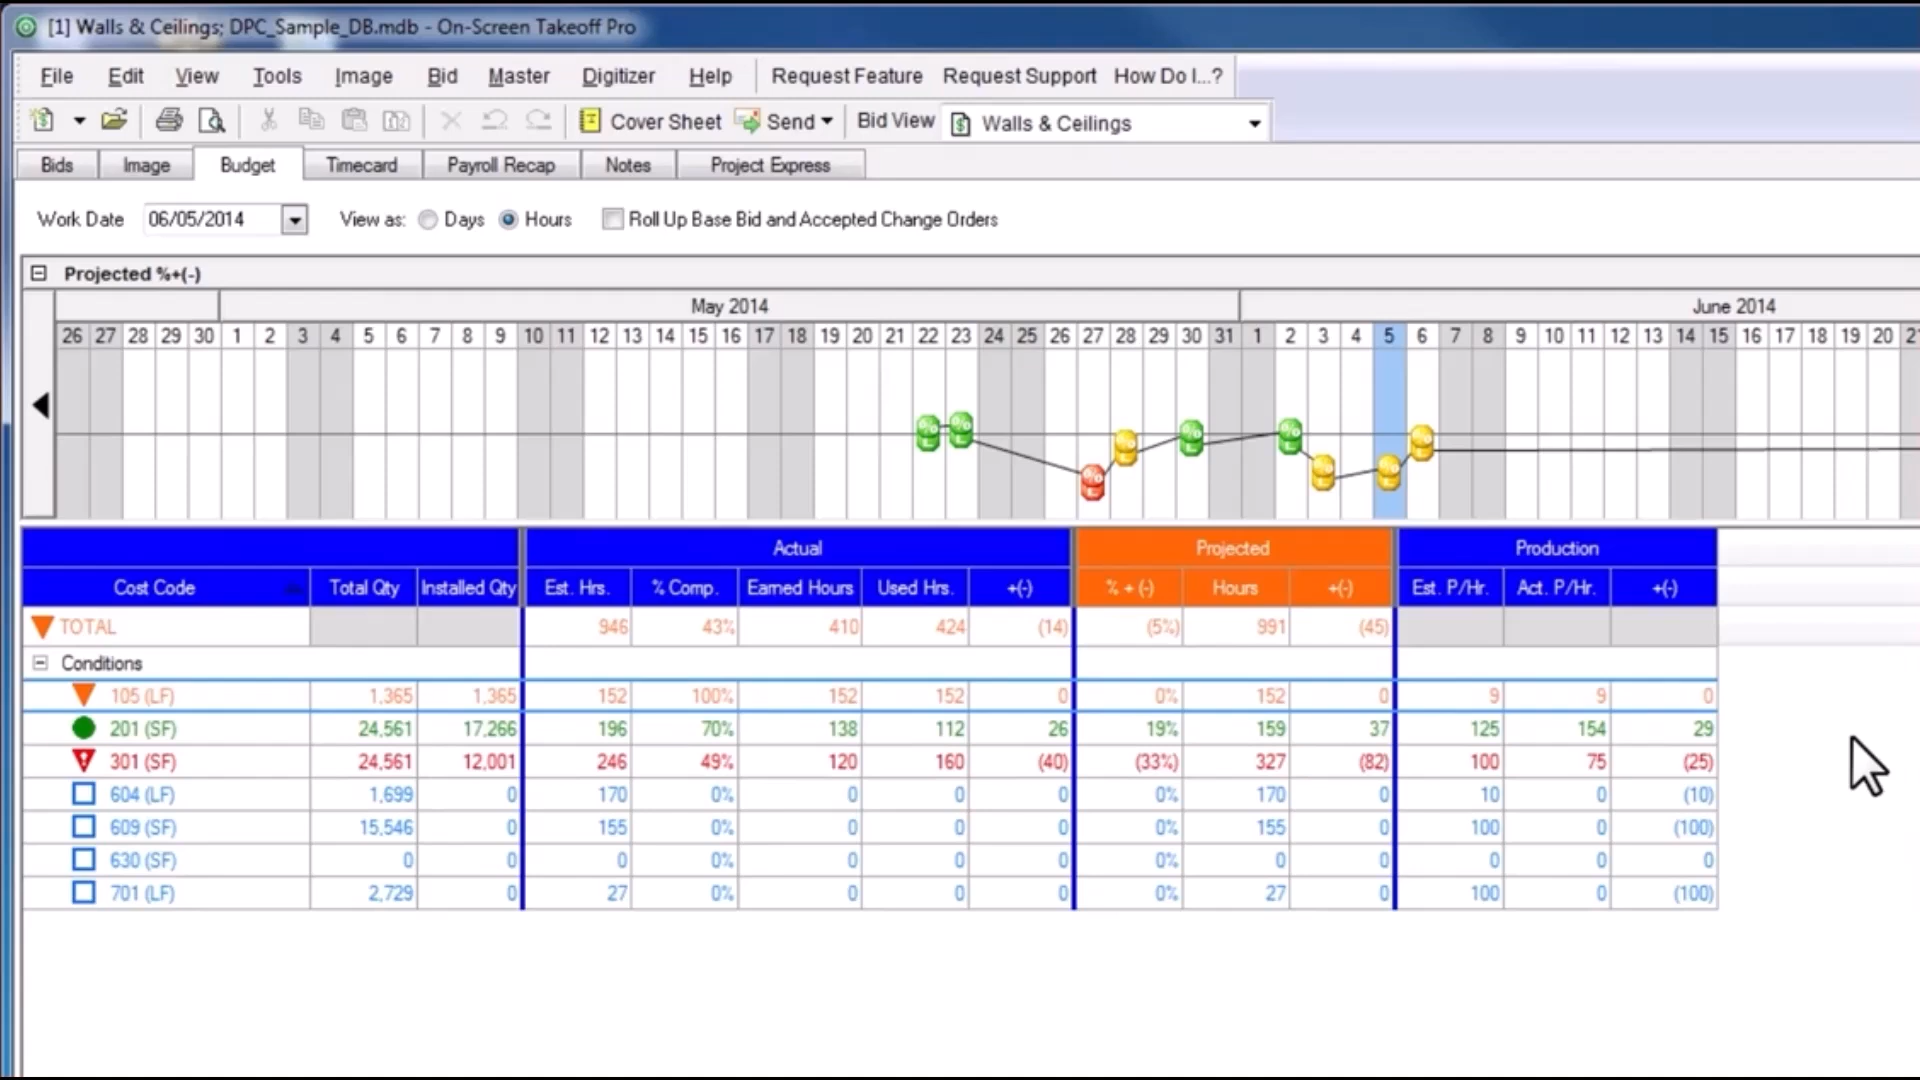 [1] Walls & Ceilings; DPC_Sample_DB.mdb - On-Screen Takeoff Pro
File Edit View Tools Image Bid Master Digitizer Help Request Feature Request Support How Do I...?
Cover Sheet Send Bid View Walls & Ceilings
Bids Image Budget Timecard Payroll Recap Notes Project Express
Work Date 06/05/2014 View as: Days Hours Roll Up Base Bid and Accepted Change Orders
Projected %+(-)
May 2014 June 2014
26 27 28 29 30 1 2 3 4 5 6 7 8 9 10 11 12 13 14 15 16 17 18 19 20 21 22 23 24 25 26 27 28 29 30 31 1 2 3 4 5 6 7 8 9 10 11 12 13 14 15 16 17 18 19 20
Actual Projected Production
Cost Code Total Qty Installed Qty Est. Hrs. % Comp. Earned Hours Used Hrs. +(-) % + (-) Hours +(-) Est. P/Hr. Act. P/Hr. +(-)
TOTAL 946 43% 410 424 (14) (5%) 991 (45)
Conditions
105 (LF) 1,365 1,365 152 100% 152 152 0 0% 152 0 9 9 0
201 (SF) 24,561 17,266 196 70% 138 112 26 19% 159 37 125 154 29
301 (SF) 24,561 12,001 246 49% 120 160 (40) (33%) 327 (82) 100 75 (25)
604 (LF) 1,699 0 170 0% 0 0 0 0% 170 0 10 0 (10)
609 (SF) 15,546 0 155 0% 0 0 0 0% 155 0 100 0 (100)
630 (SF) 0 0 0 0% 0 0 0 0% 0 0 0 0 0
701 (LF) 2,729 0 27 0% 0 0 0 0% 27 0 100 0 (100)